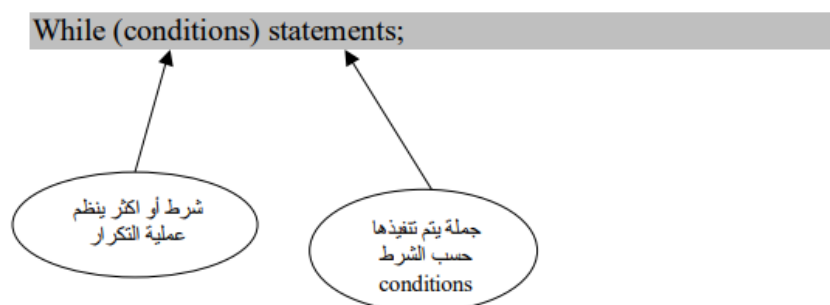 While (conditions) statements;
شرط أو اكثر ينظم
عملية التكرار
جملة يتم تنفيذها
حسب الشرط
conditions